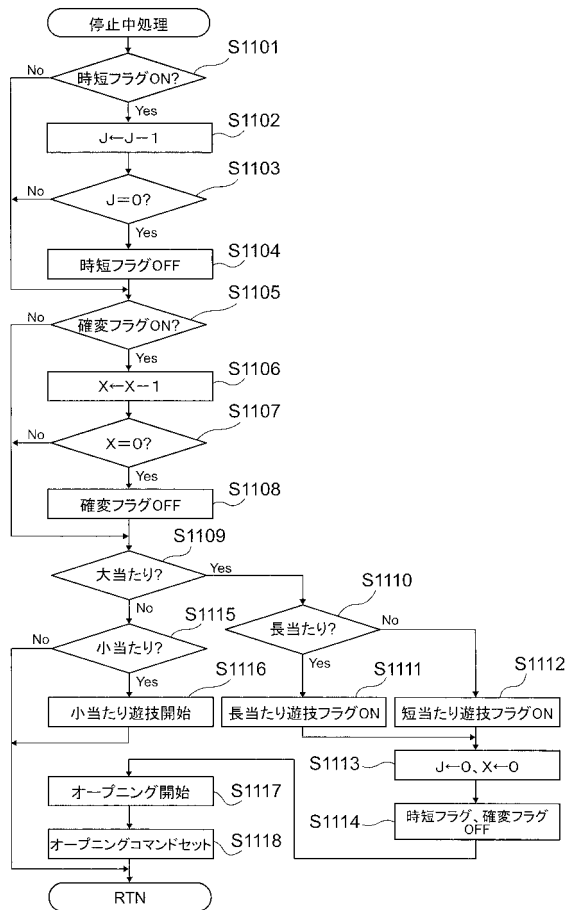 停止中処理
S1101
時短フラグON?
No
Yes
S1102
J←J－1
S1103
J＝0?
No
Yes
S1104
時短フラグOFF
S1105
確変フラグON?
No
Yes
S1106
X←X－1
S1107
X＝0?
No
Yes
S1108
確変フラグOFF
S1109
大当たり?
Yes
No
S1110
長当たり?
No
Yes
S1115
小当たり?
No
Yes
S1116
小当たり遊技開始
S1111
長当たり遊技フラグON
S1112
短当たり遊技フラグON
S1113
J←0、X←0
S1114
時短フラグ、確変フラグ
OFF
オープニング開始
S1117
オープニングコマンドセット
S1118
RTN